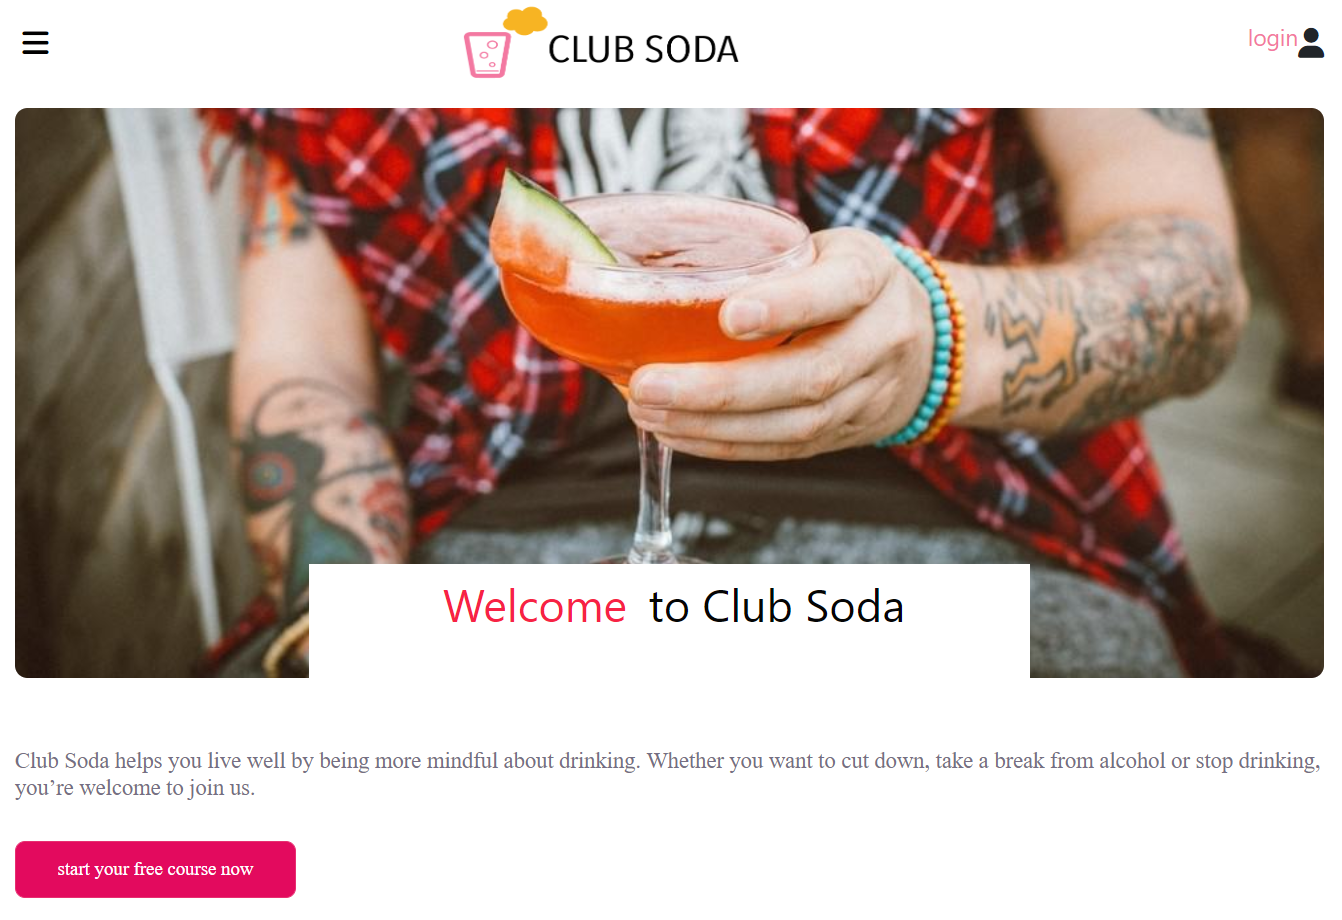 CLUB SODA
login
Welcome to Club Soda
Club Soda helps you live well by being more mindful about drinking. Whether you want to cut down, take a break from alcohol or stop drinking,
you’re welcome to join us.
start your free course now